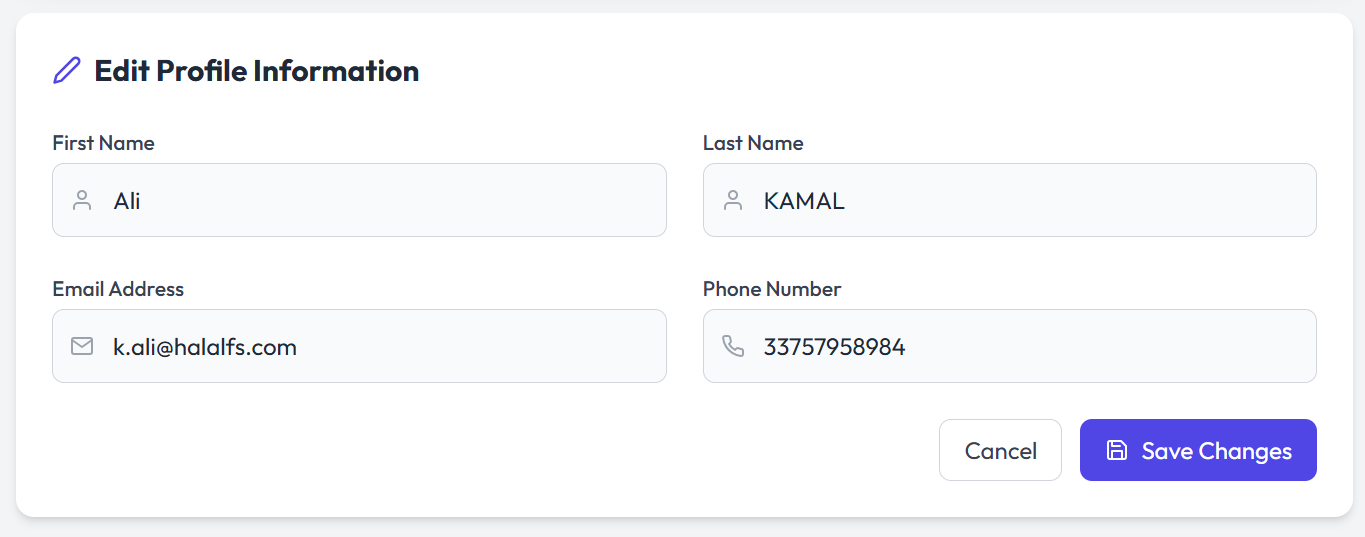 Edit Profile Information
First Name
Last Name
Ali
KAMAL
Email Address
Phone Number
k.ali@halalfs.com
33757958984
Cancel
Save Changes